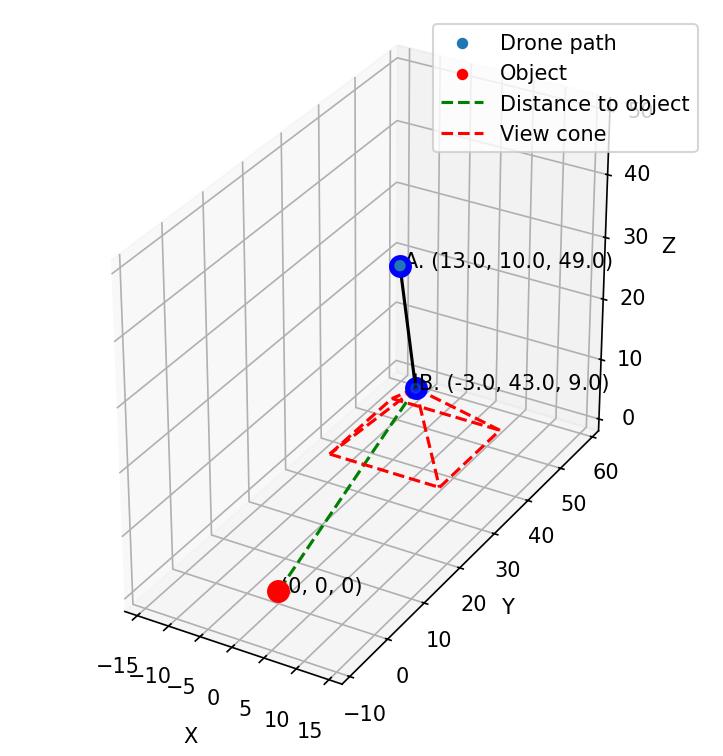 Drone path
Object
Distance to object
View cone
50
40
30
20
10
0
Z
A. (13.0, 10.0, 49.0)
B. (-3.0, 43.0, 9.0)
(0, 0, 0)
60
50
40
30
20
10
0
−10
Y
−15
−10
−5
0
5
10
15
X